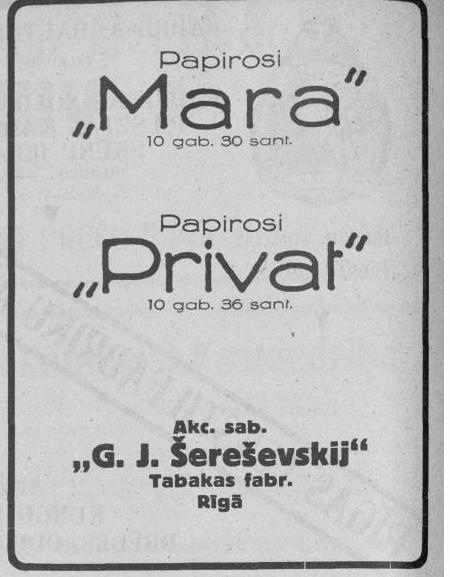 Papirosi
„Mara“
10 gab. 30 sant.
Papirosi
„Privat“
10 gab. 36 sant.
Akc. sab.
„G. J. Šereševskij“
Tabakas fabr.
Rīgā